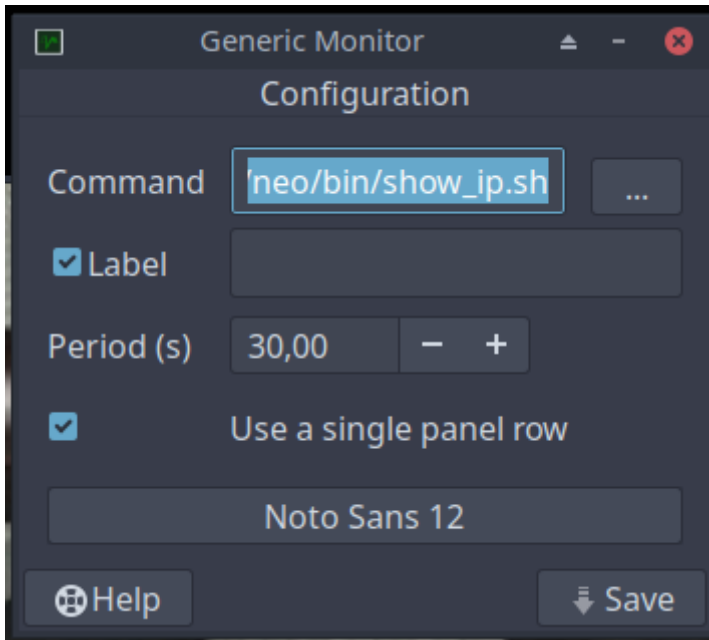 Generic Monitor
Configuration
Command /neo/bin/show_ip.sh ...
Label
Period (s) 30,00 − +
Use a single panel row
Noto Sans 12
Help Save